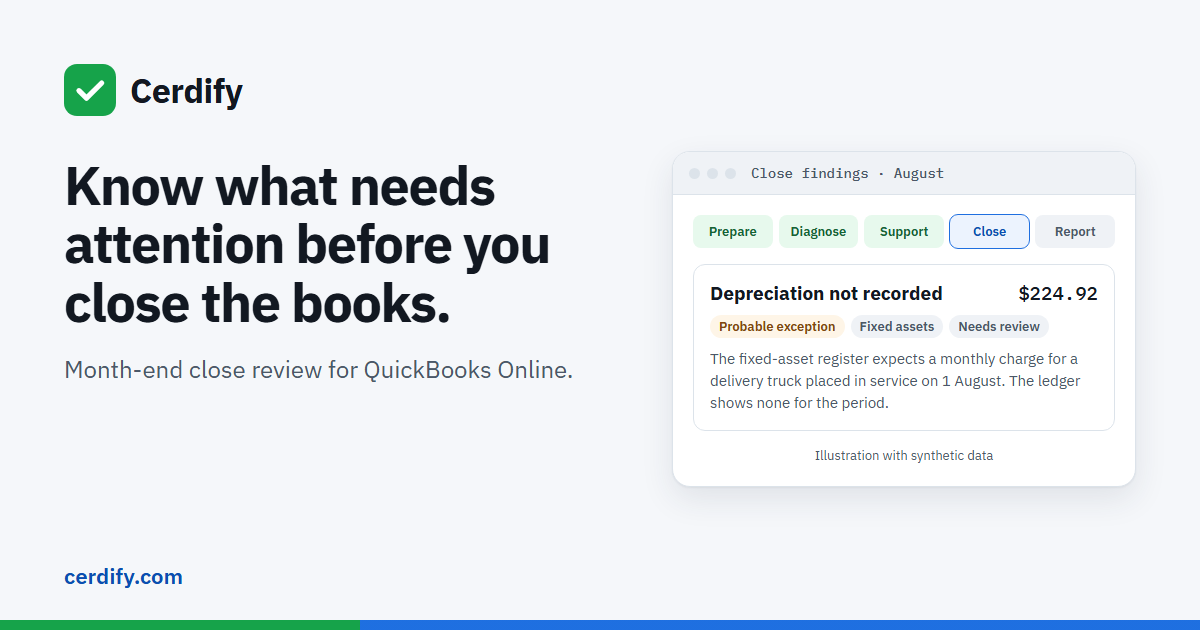 Cerdify
Know what needs
attention before you
close the books.
Month-end close review for QuickBooks Online.
cerdify.com
Close findings · August
Prepare
Diagnose
Support
Close
Report
Depreciation not recorded
$224.92
Probable exception
Fixed assets
Needs review
The fixed-asset register expects a monthly charge for a
delivery truck placed in service on 1 August. The ledger
shows none for the period.
Illustration with synthetic data